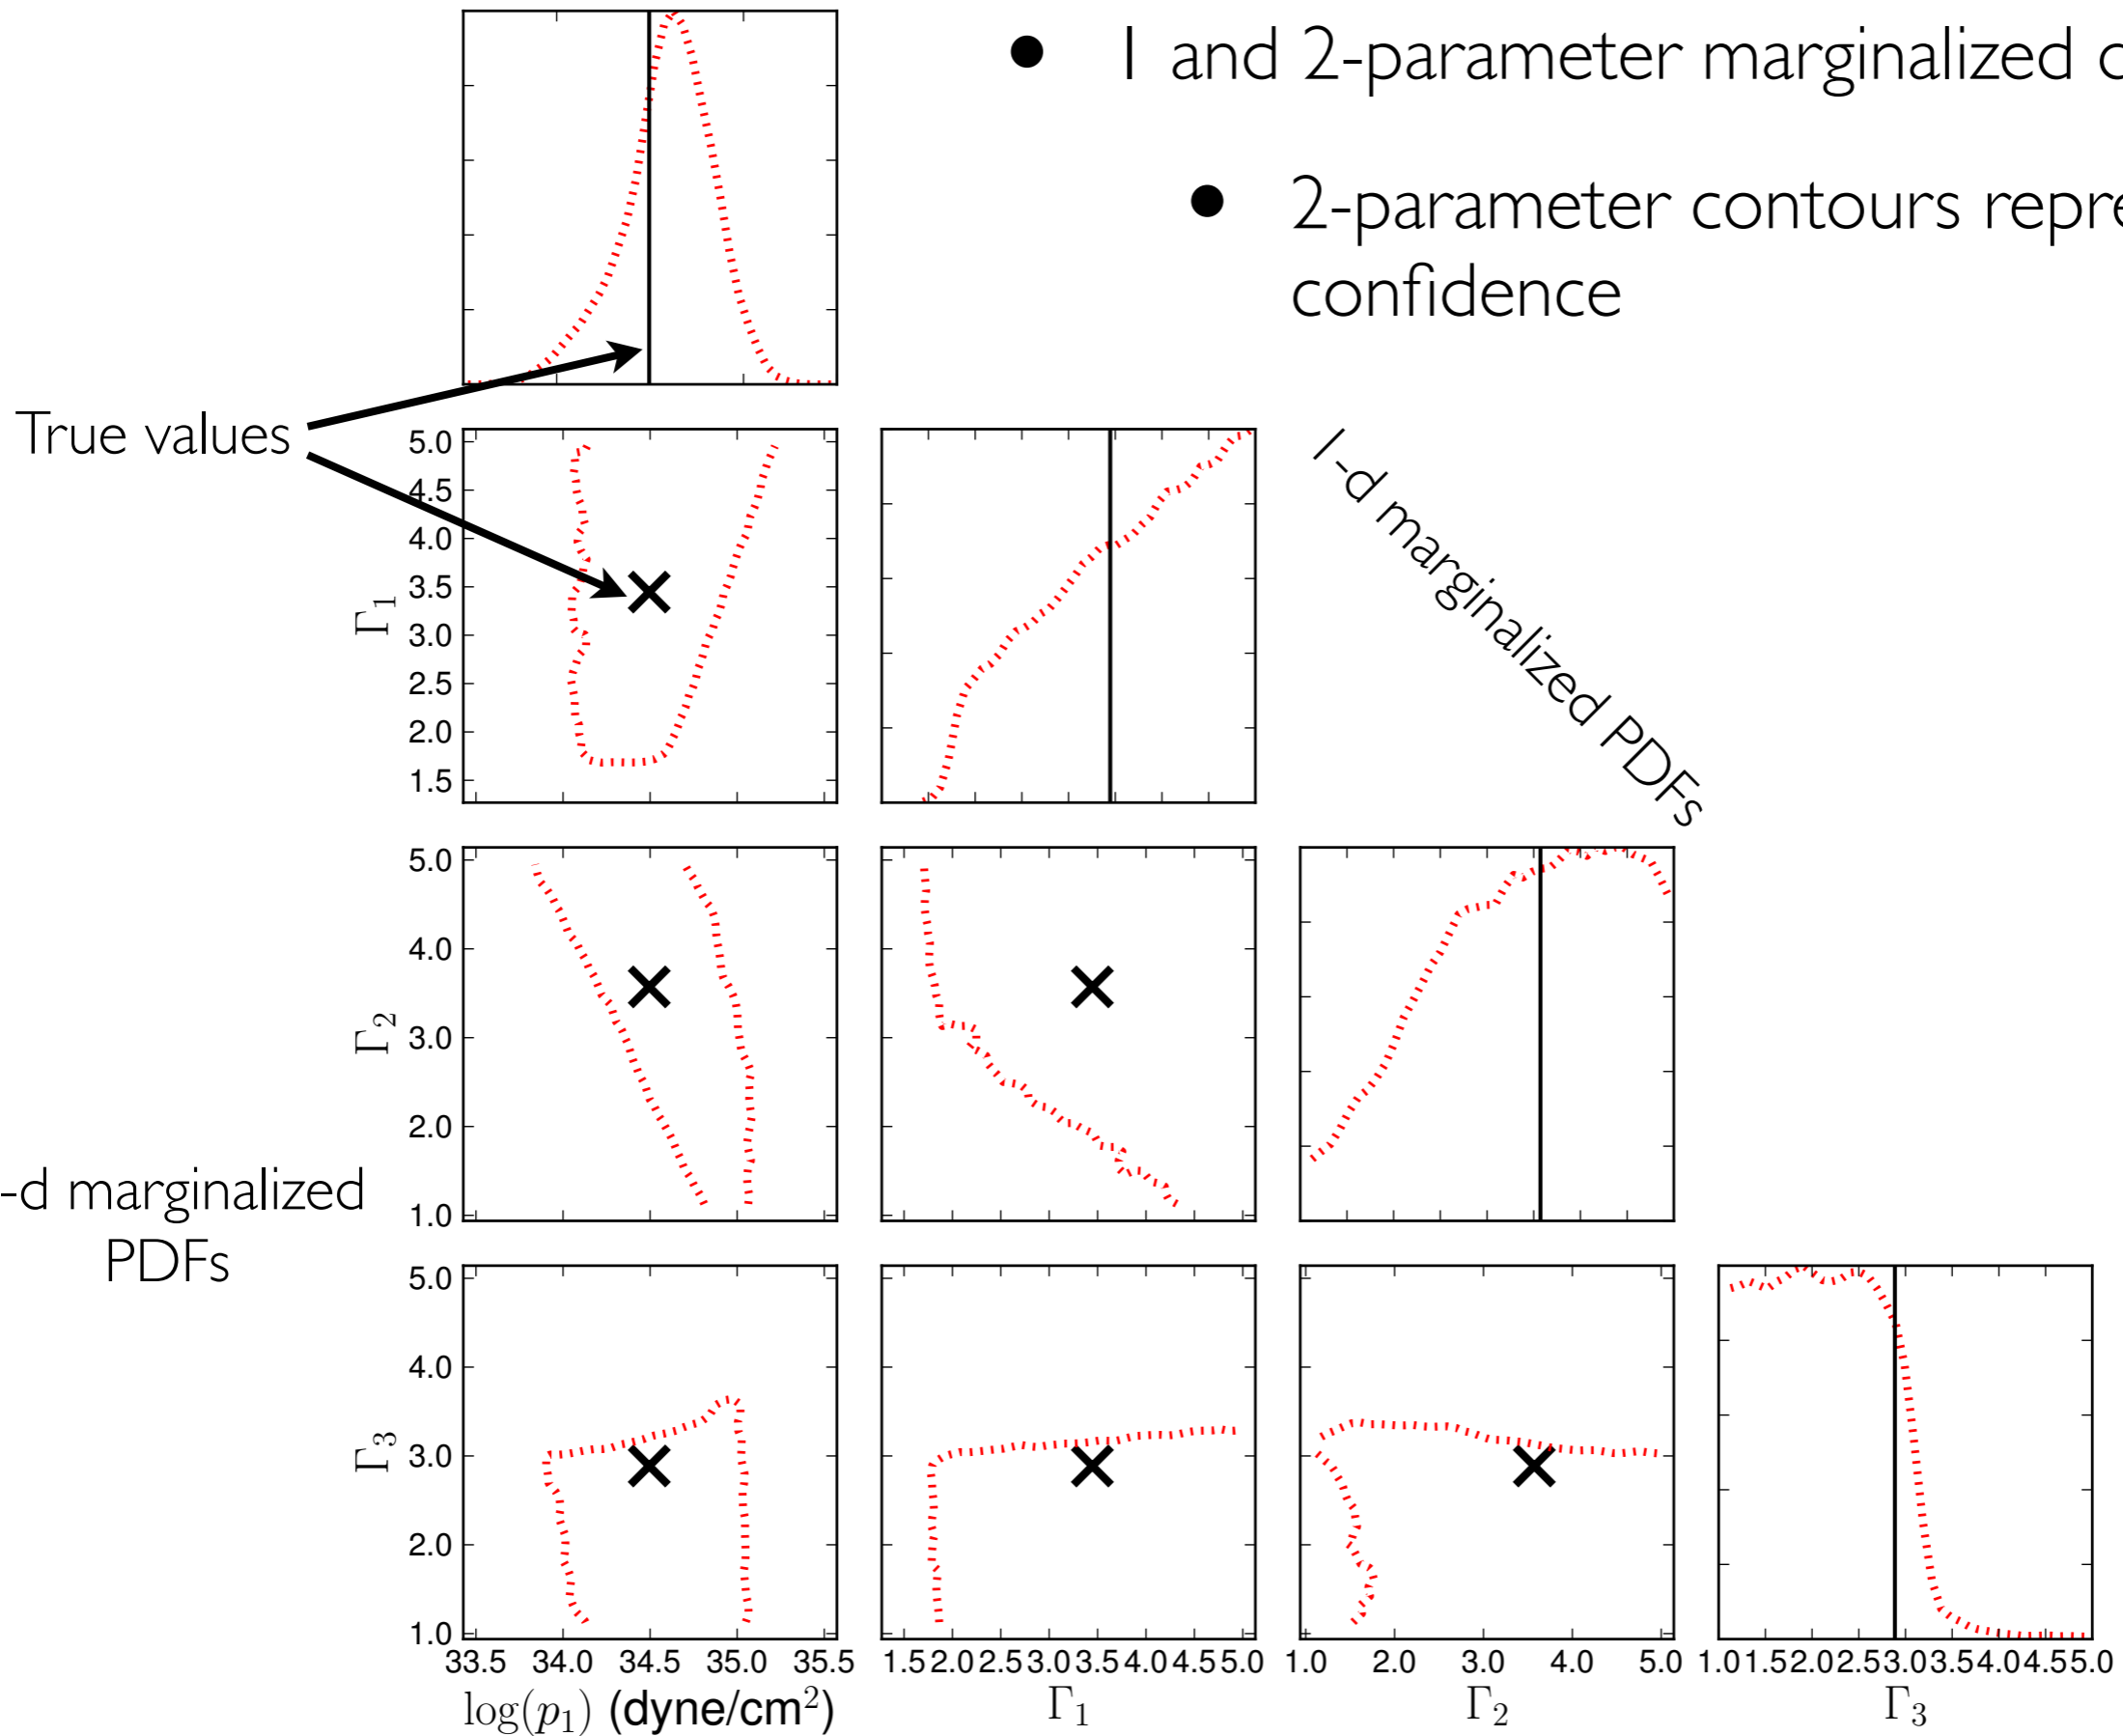 • 1 and 2-parameter marginalized
• 2-parameter contours
confidence
True values
1-d marginalized PDFs
5.0
4.5
4.0
3.5
3.0
2.5
2.0
1.5
Γ1
5.0
4.0
3.0
2.0
1.0
Γ2
-d marginalized
PDFs
5.0
4.0
3.0
2.0
1.0
Γ3
33.5 34.0 34.5 35.0 35.5
1.5 2.0 2.5 3.0 3.5 4.0 4.5 5.0
1.0 2.0 3.0 4.0 5.0
1.0 1.5 2.0 2.5 3.0 3.5 4.0 4.5 5.0
log(p1) (dyne/cm²)
Γ1
Γ2
Γ3